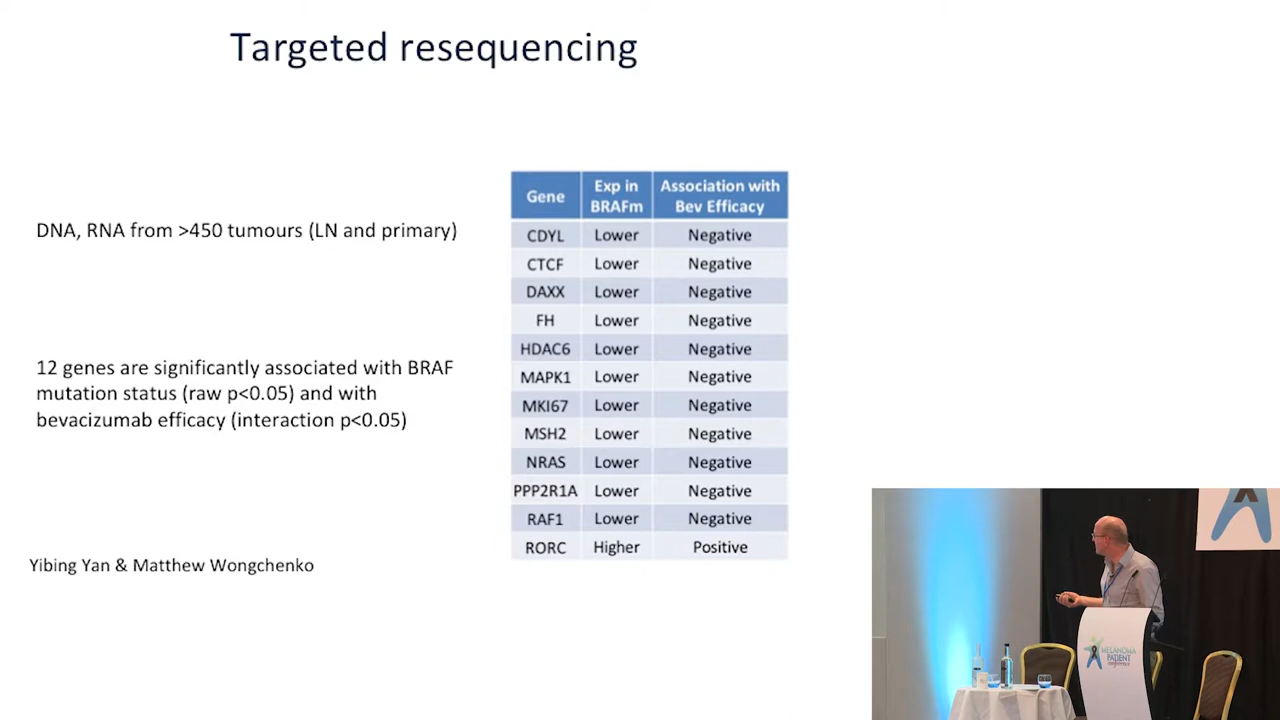 Targeted resequencing
DNA, RNA from >450 tumours (LN and primary)
12 genes are significantly associated with BRAF
mutation status (raw p<0.05) and with
bevacizumab efficacy (interaction p<0.05)
Yibing Yan & Matthew Wongchenko
Gene Exp in BRAFm Association with Bev Efficacy
CDYL Lower Negative
CTCF Lower Negative
DAXX Lower Negative
FH Lower Negative
HDAC6 Lower Negative
MAPK1 Lower Negative
MKI67 Lower Negative
MSH2 Lower Negative
NRAS Lower Negative
PPP2R1A Lower Negative
RAF1 Lower Negative
RORC Higher Positive
MELANOMA
PATIENT
conference